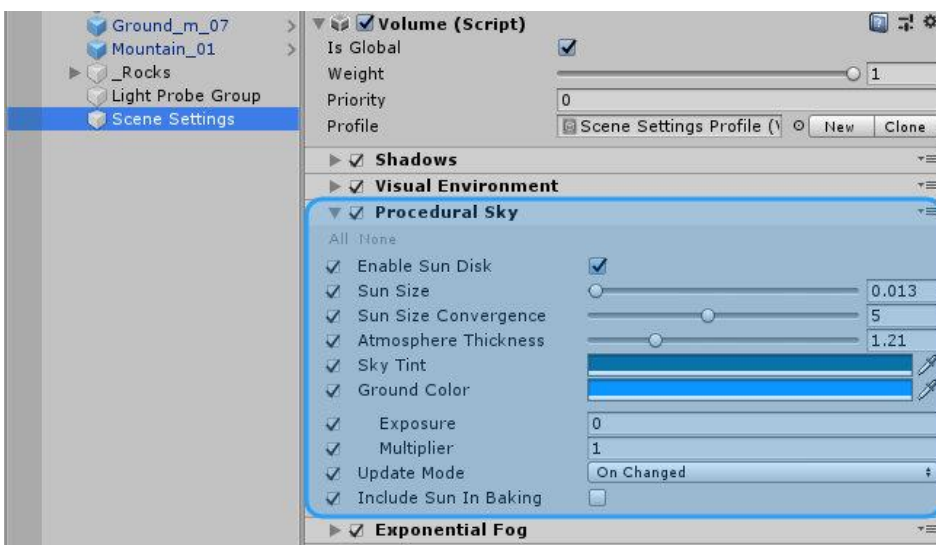 Ground_m_07
Mountain_01
_Rocks
Light Probe Group
Scene Settings
Volume (Script)
Is Global
Weight 1
Priority 0
Profile Scene Settings Profile (V New Clone
Shadows
Visual Environment
Procedural Sky
All None
Enable Sun Disk
Sun Size 0.013
Sun Size Convergence 5
Atmosphere Thickness 1.21
Sky Tint
Ground Color
Exposure 0
Multiplier 1
Update Mode On Changed
Include Sun In Baking
Exponential Fog